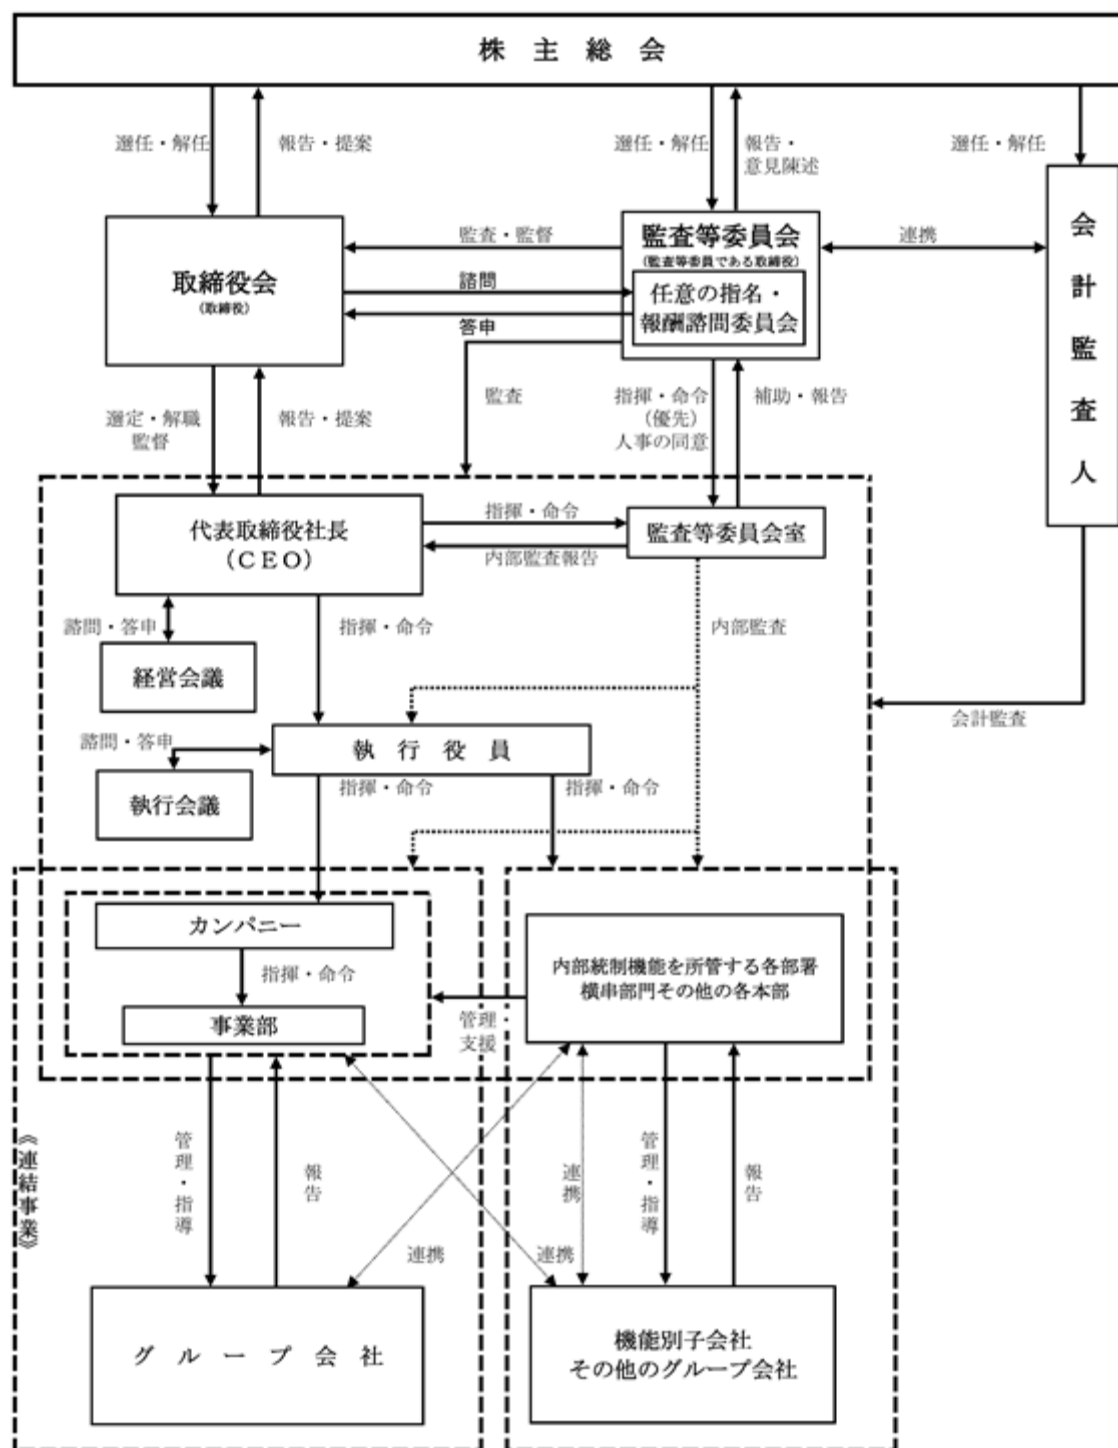 株主総会
選任・解任
報告・提案
選任・解任
報告・
意見陳述
選任・解任
取締役会
(取締役)
監査・監督
諮問
答申
監査等委員会
(監査等委員である取締役)
任意の指名・
報酬諮問委員会
連携
会計監査人
選定・解職
監督
報告・提案
監査
指揮・命令
(優先)
人事の同意
補助・報告
代表取締役社長
(CEO)
指揮・命令
内部監査報告
監査等委員会室
諮問・答申
経営会議
指揮・命令
内部監査
会計監査
諮問・答申
執行会議
執行役員
指揮・命令
指揮・命令
カンパニー
指揮・命令
事業部
内部統制機能を所管する各部署
横串部門その他の各本部
管理・
支援
《連結事業》
管理・指導
報告
連携
連携
連携
管理・指導
報告
グループ会社
機能別子会社
その他のグループ会社